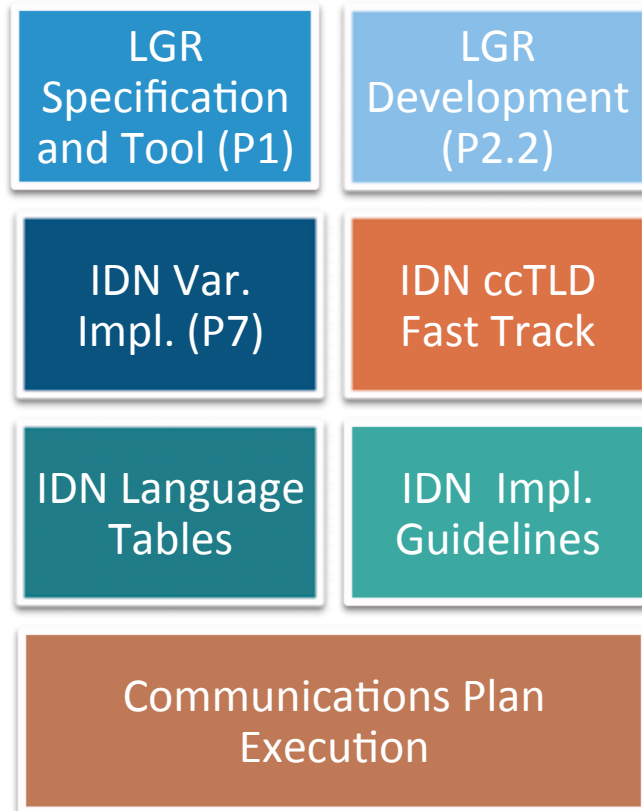 LGR
Specification
and Tool (P1)
LGR
Development
(P2.2)
IDN Var.
Impl. (P7)
IDN ccTLD
Fast Track
IDN Language
Tables
IDN Impl.
Guidelines
Communications Plan
Execution